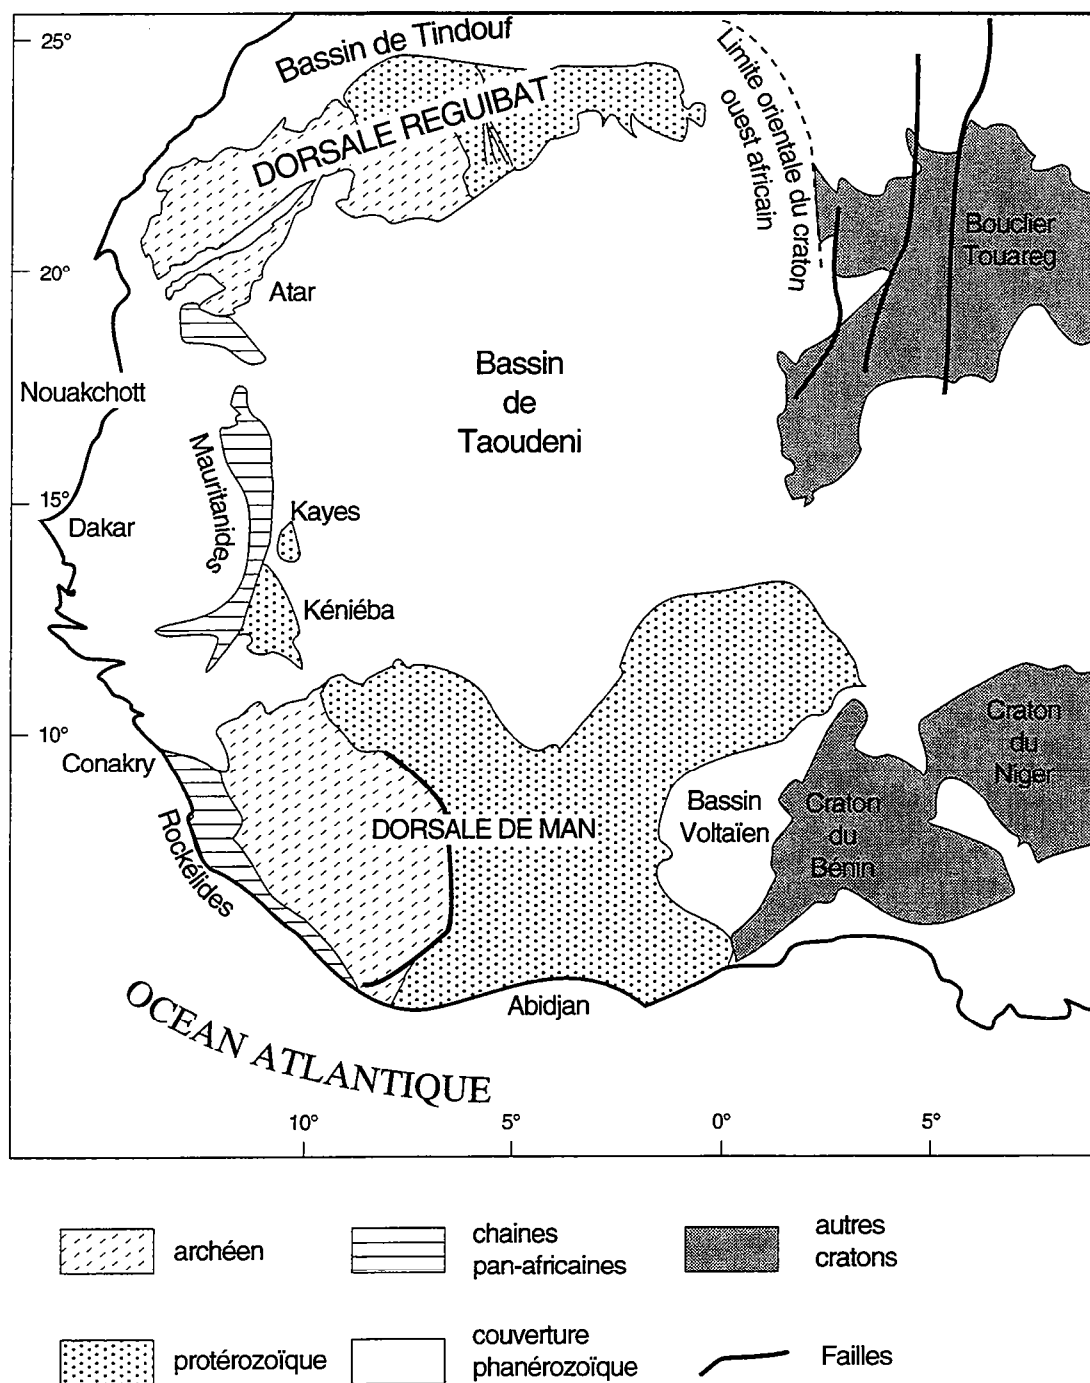 25°
Bassin de Tindouf
DORSALE REGUIBAT
Limite orientale du craton
ouest africain
Bouclier
Touareg
20°
Atar
Nouakchott
Bassin
de
Taoudeni
Mauritanides
15°
Kayes
Dakar
Kéniéba
10°
Conakry
Craton
du
Niger
Bassin
Voltaïen
Craton
du
Bénin
DORSALE DE MAN
Rockélides
Abidjan
OCEAN ATLANTIQUE
10°
5°
0°
5°
archéen
chaines
pan-africaines
autres
cratons
protérozoïque
couverture
phanérozoïque
Failles